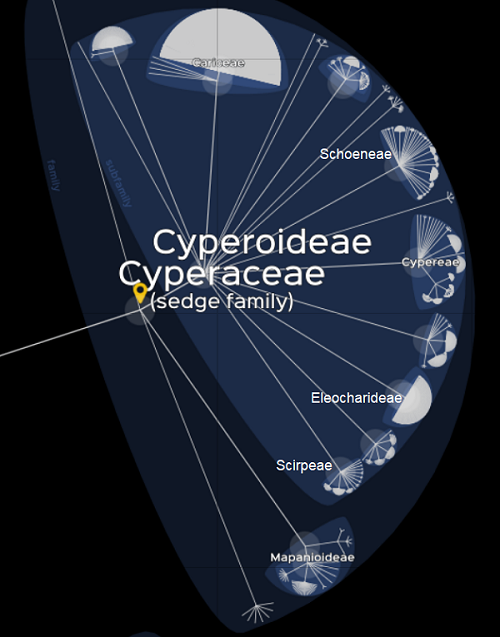 Cariceae
Schoeneae
family
subfamily
Cyperoideae
Cypereae
Cyperaceae
(sedge family)
Eleocharideae
Scirpeae
Mapanioideae